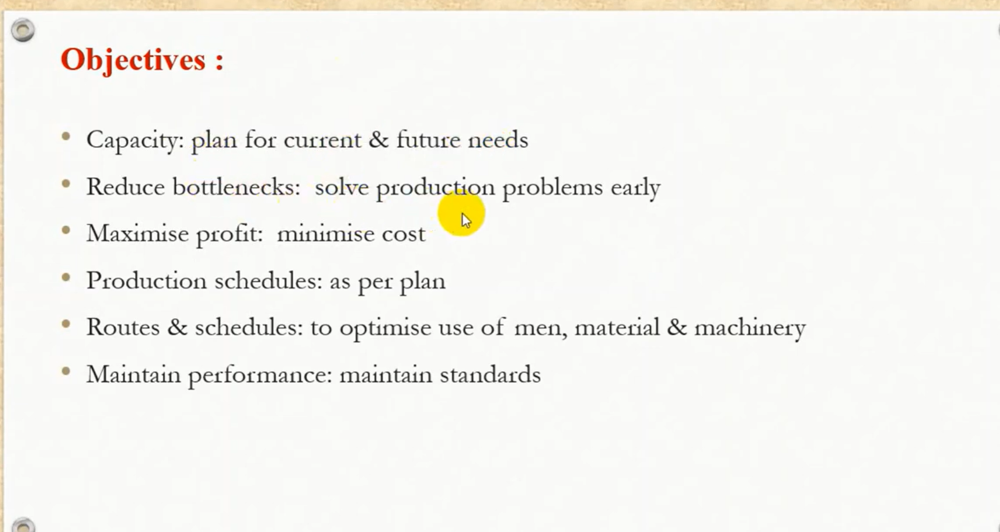 Objectives :
• Capacity: plan for current & future needs
• Reduce bottlenecks:  solve production problems early
• Maximise profit:  minimise cost
• Production schedules: as per plan
• Routes & schedules: to optimise use of men, material & machinery
• Maintain performance: maintain standards